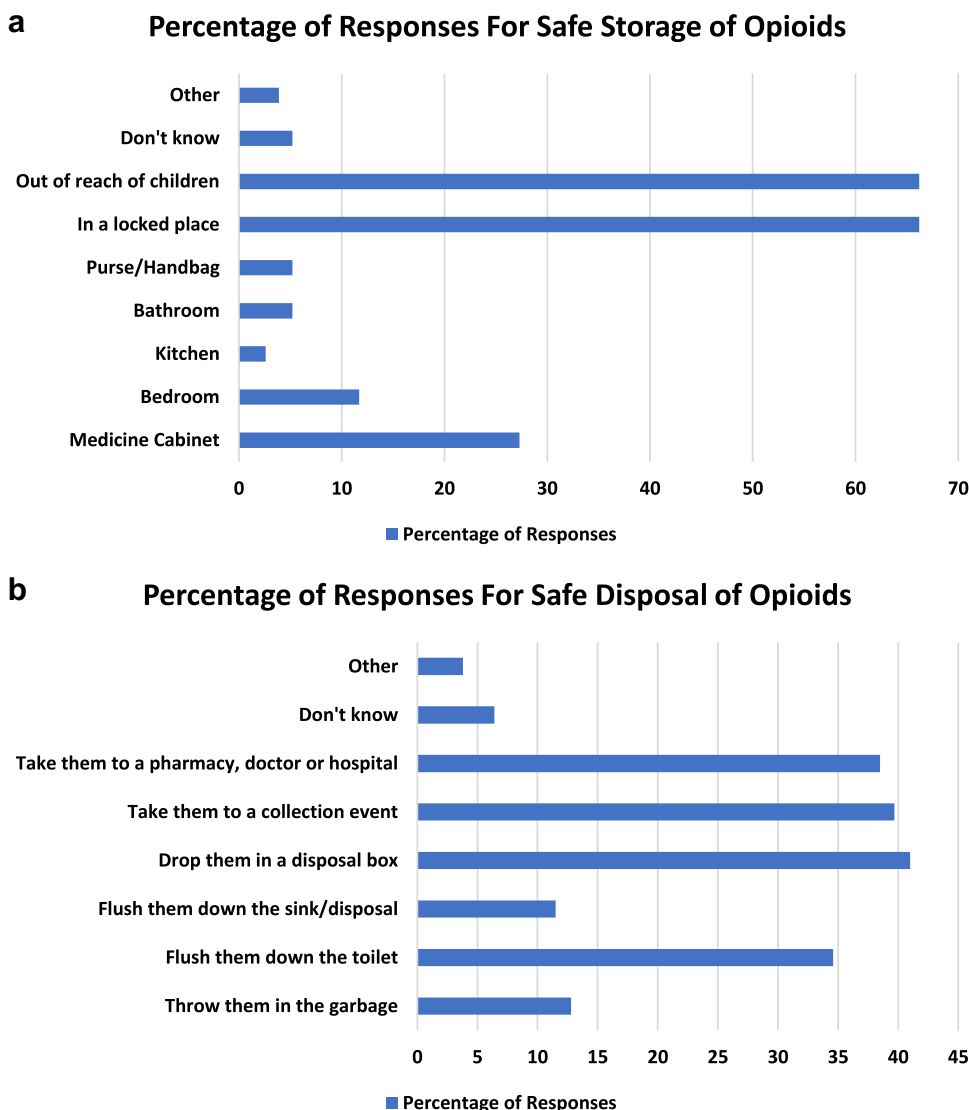 a
Percentage of Responses For Safe Storage of Opioids
Other
Don't know
Out of reach of children
In a locked place
Purse/Handbag
Bathroom
Kitchen
Bedroom
Medicine Cabinet
0 10 20 30 40 50 60 70
Percentage of Responses
b
Percentage of Responses For Safe Disposal of Opioids
Other
Don't know
Take them to a pharmacy, doctor or hospital
Take them to a collection event
Drop them in a disposal box
Flush them down the sink/disposal
Flush them down the toilet
Throw them in the garbage
0 5 10 15 20 25 30 35 40 45
Percentage of Responses